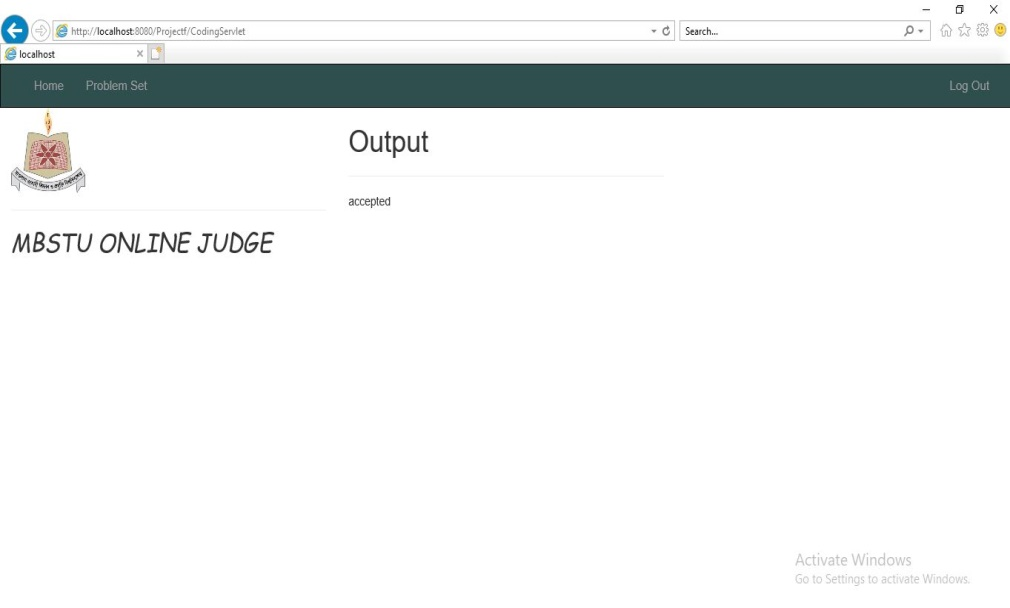 http://localhost:8080/Projectf/CodingServlet
Search...
localhost
Home Problem Set Log Out
Output
accepted
MBSTU ONLINE JUDGE
Activate Windows
Go to Settings to activate Windows.